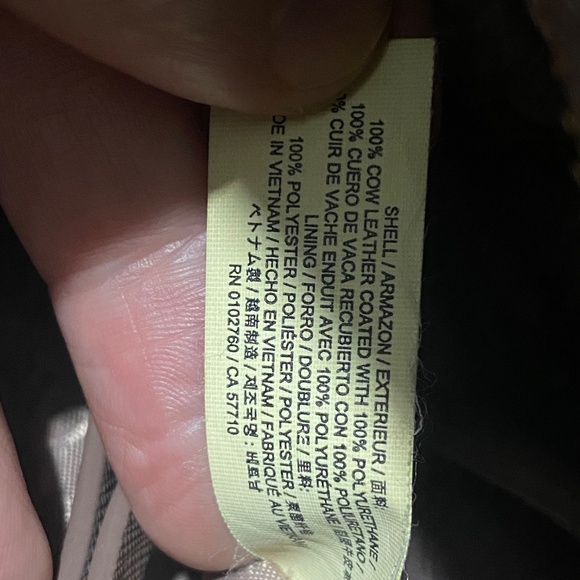 SHELL / ARMAZON / EXTERIEUR / 面料
100% COW LEATHER COATED WITH 100% POLYURETHANE /
100% CUERO DE VACA RECUBIERTO CON 100% POLIURETANO /
% CUIR DE VACHE ENDUIT AVEC 100% POLYURÉTHANE
LINING / FORRO / DOUBLURE / 里料:
100% POLYESTER / POLIÉSTER / POLYESTER /
DE IN VIETNAM / HECHO EN VIETNAM / FABRIQUÉ AU VIETNAM
ベトナム製 / 越南制造 / 제조국명 : 베트남
RN 0102760 / CA 57710